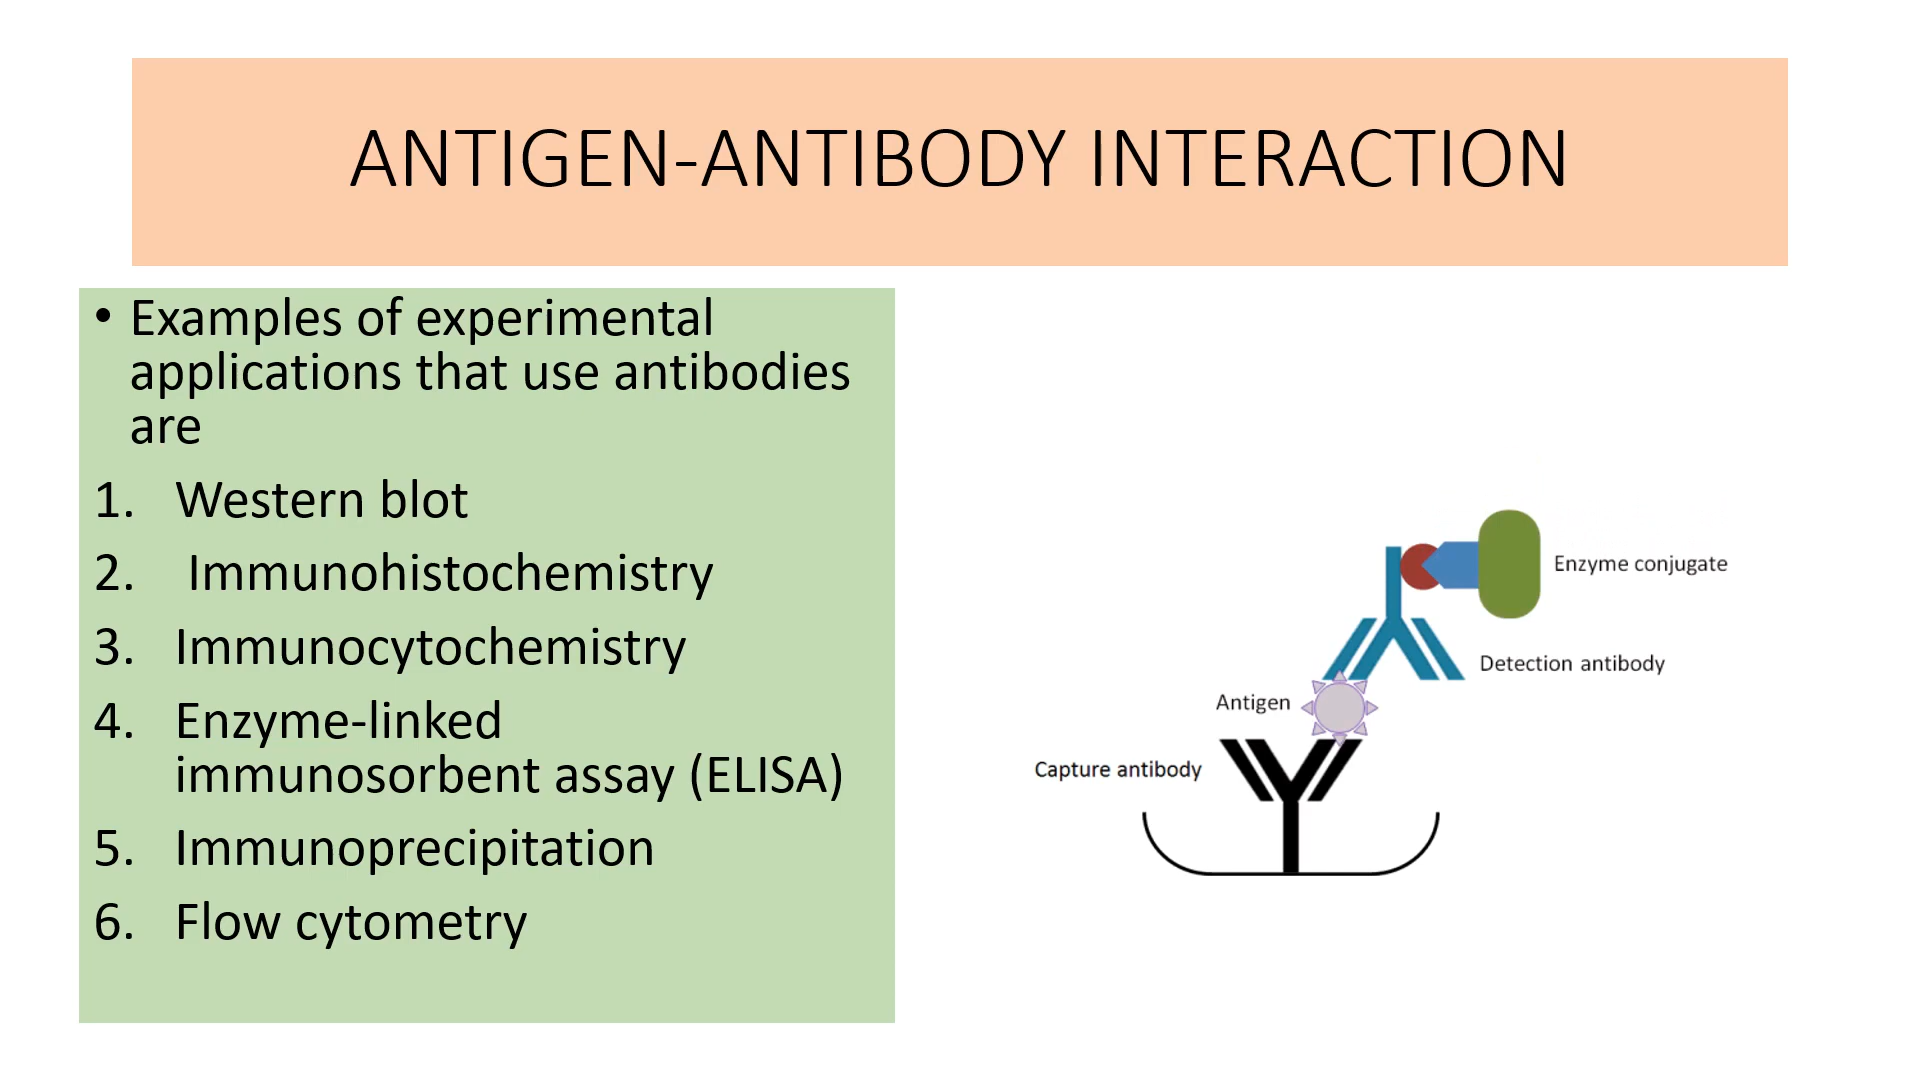 ANTIGEN-ANTIBODY INTERACTION
• Examples of experimental
applications that use antibodies
are
1. Western blot
2. Immunohistochemistry
3. Immunocytochemistry
4. Enzyme-linked
immunosorbent assay (ELISA)
5. Immunoprecipitation
6. Flow cytometry
Enzyme conjugate
Detection antibody
Antigen
Capture antibody